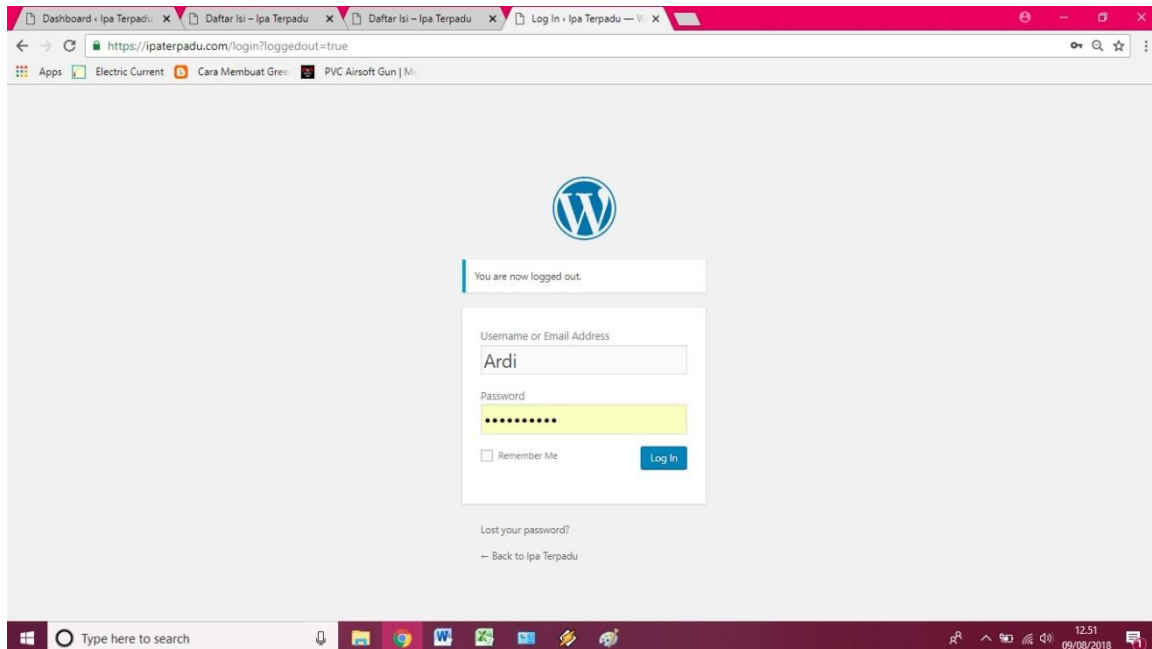 Dashboard ‹ Ipa Terpadu
Daftar Isi – Ipa Terpadu
Daftar Isi – Ipa Terpadu
Log In ‹ Ipa Terpadu —
https://ipaterpadu.com/login?loggedout=true
Apps Electric Current Cara Membuat Gree PVC Airsoft Gun | M
You are now logged out.
Username or Email Address
Ardi
Password
••••••••••
Remember Me Log In
Lost your password?
← Back to Ipa Terpadu
Type here to search
12.51
09/08/2018